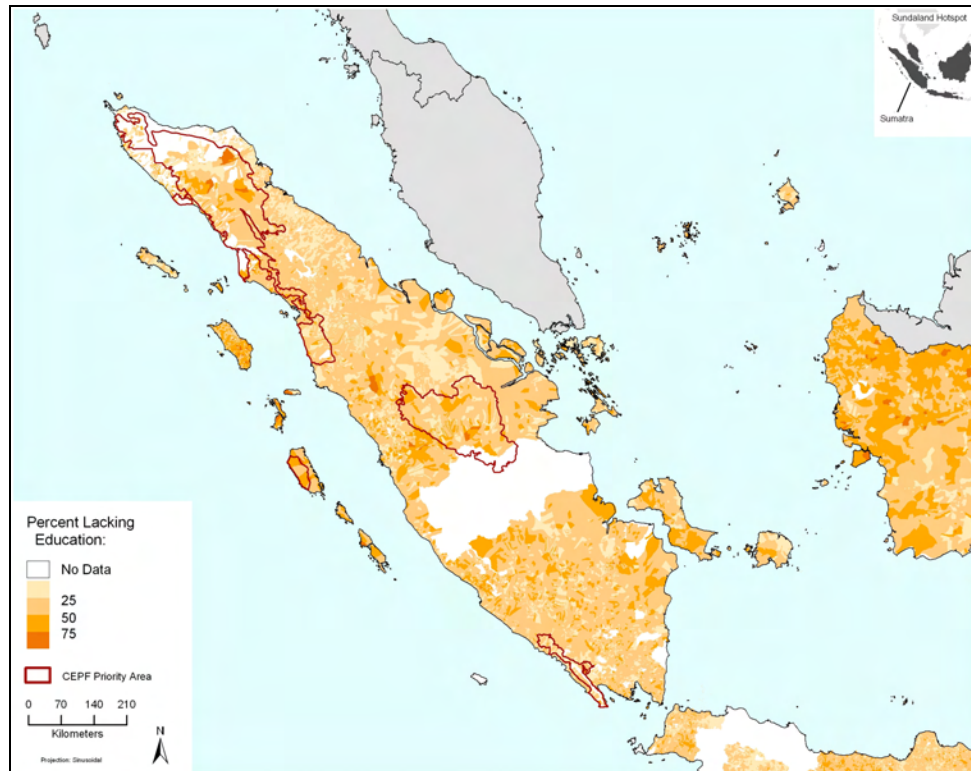 Sundaland Hotspot
Sumatra
Percent Lacking
Education:
No Data
25
50
75
CEPF Priority Area
0 70 140 210
Kilometers
N
Projection: Sinusoidal